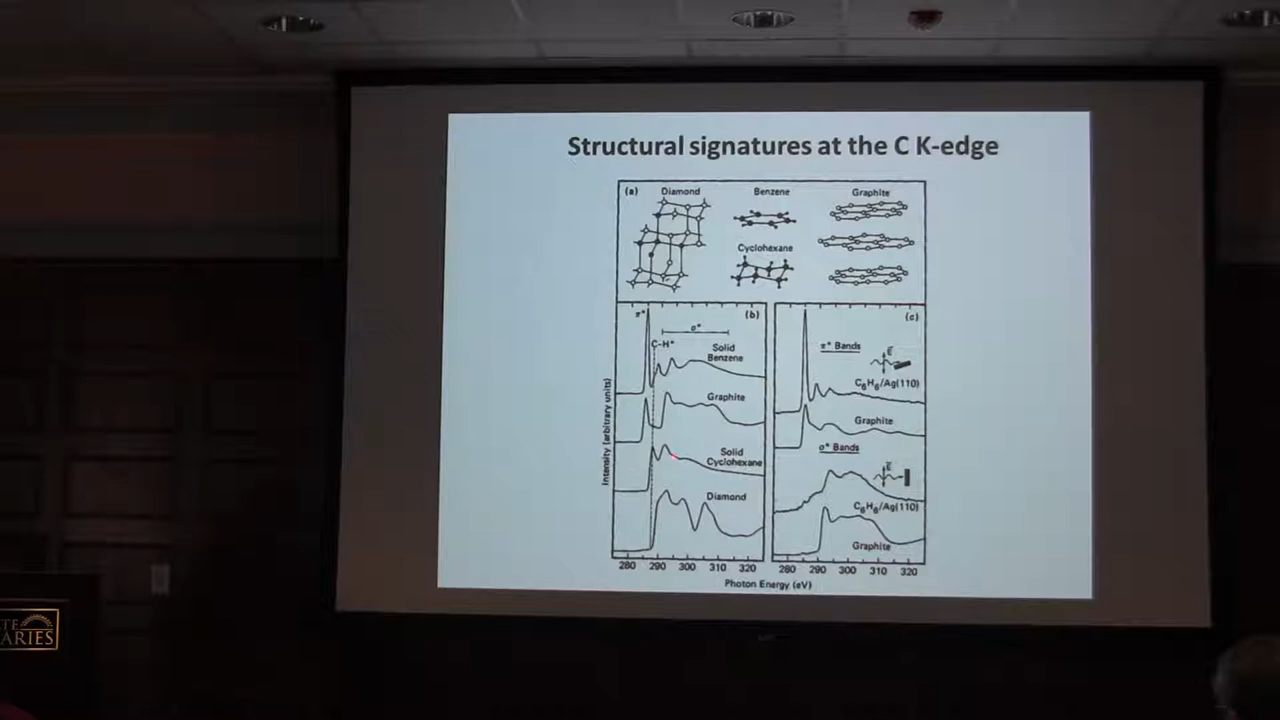 Structural signatures at the C K-edge
(a) Diamond Benzene Graphite
Cyclohexane
π*
(b)
σ*
C-H*
Solid
Benzene
Graphite
Solid
Cyclohexane
Diamond
(c)
π* Bands
E
C6H6/Ag(110)
Graphite
σ* Bands
E
C6H6/Ag(110)
Graphite
Intensity (arbitrary units)
280 290 300 310 320
280 290 300 310 320
Photon Energy (eV)
TE
ARIES